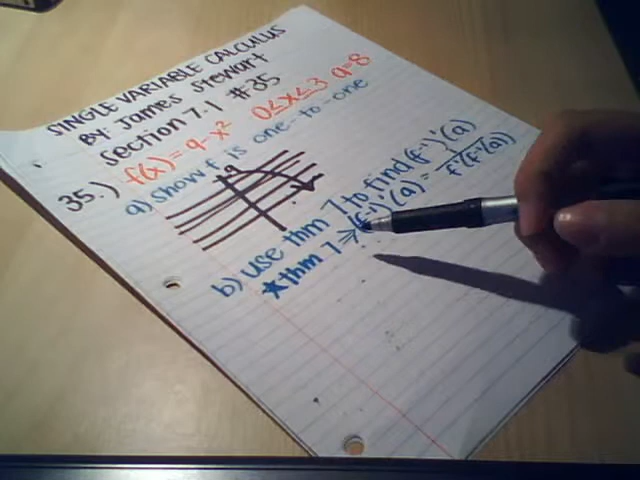 SINGLE VARIABLE CALCULUS
BY: JAMES STEWART
SECTION 7.1 #35
35.) f(x) = 9-x² 0≤x≤3 a=8
a) show f is one-to-one
9
b) use thm 7 to find (f⁻¹)'(a)
*thm 7 ⇒ (f⁻¹)'(a) = 1/f'(f⁻¹(a))